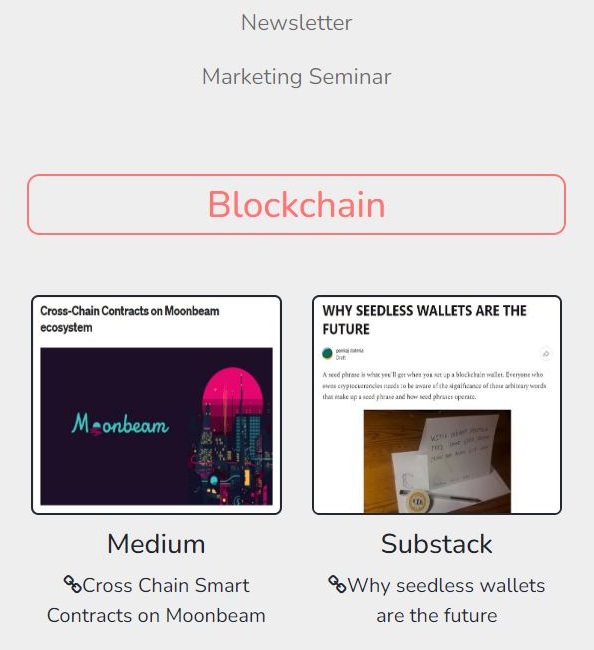 Newsletter
Marketing Seminar
Blockchain
Cross-Chain Contracts on Moonbeam
ecosystem
Moonbeam
WHY SEEDLESS WALLETS ARE THE
FUTURE
pankaj
Draft
A seed phrase is what you'll get when you set up a blockchain wallet. Everyone who
owns cryptocurrencies needs to be aware of the significance of these arbitrary words
that make up a seed phrase and how seed phrases operate.
Medium
Cross Chain Smart
Contracts on Moonbeam
Substack
Why seedless wallets
are the future